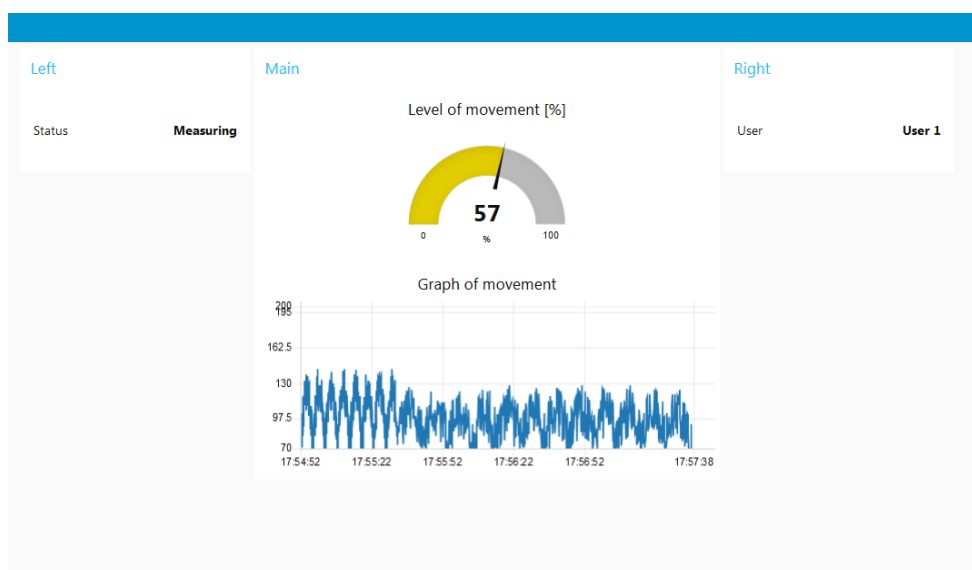 Left
Status Measuring
Main
Level of movement [%]
57
0 % 100
Graph of movement
200
195
162.5
130
97.5
70
17:54:52 17:55:22 17:55:52 17:56:22 17:56:52 17:57:38
Right
User User 1